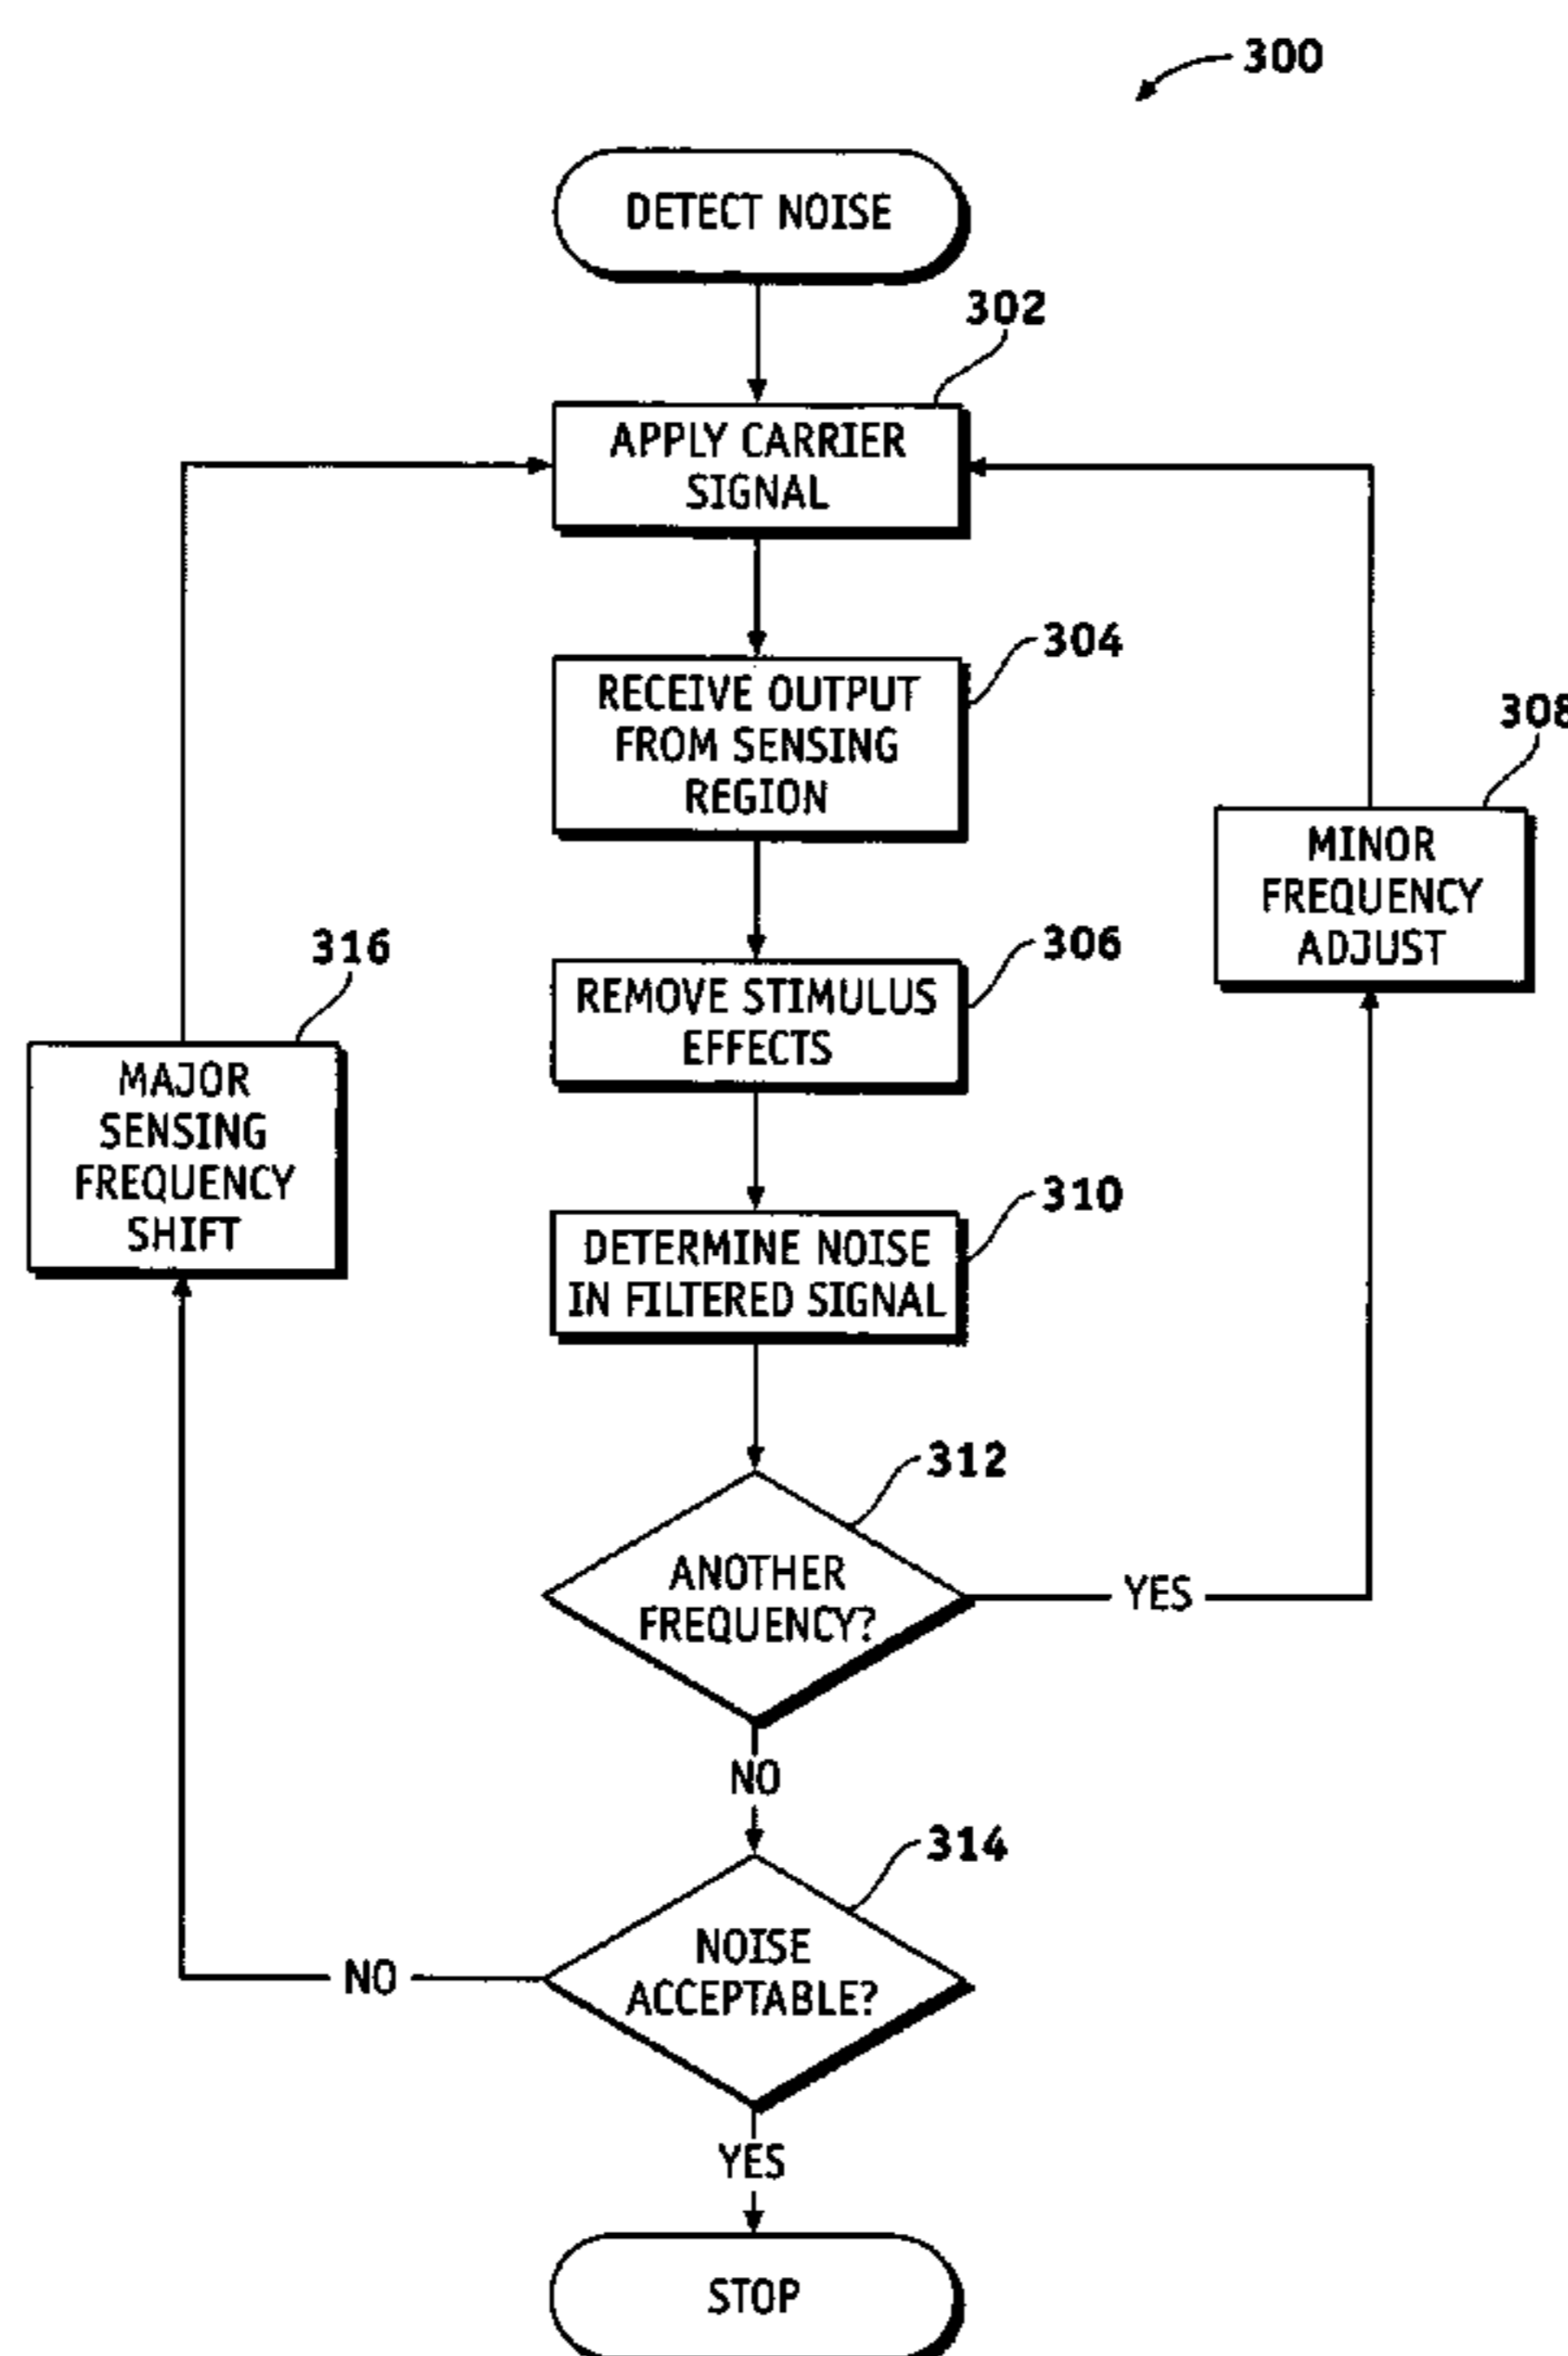 300
DETECT NOISE
302
APPLY CARRIER
SIGNAL
304
RECEIVE OUTPUT
FROM SENSING
REGION
308
MINOR
FREQUENCY
ADJUST
306
REMOVE STIMULUS
EFFECTS
316
MAJOR
SENSING
FREQUENCY
SHIFT
310
DETERMINE NOISE
IN FILTERED SIGNAL
312
ANOTHER
FREQUENCY?
YES
NO
314
NOISE
ACCEPTABLE?
NO
YES
STOP